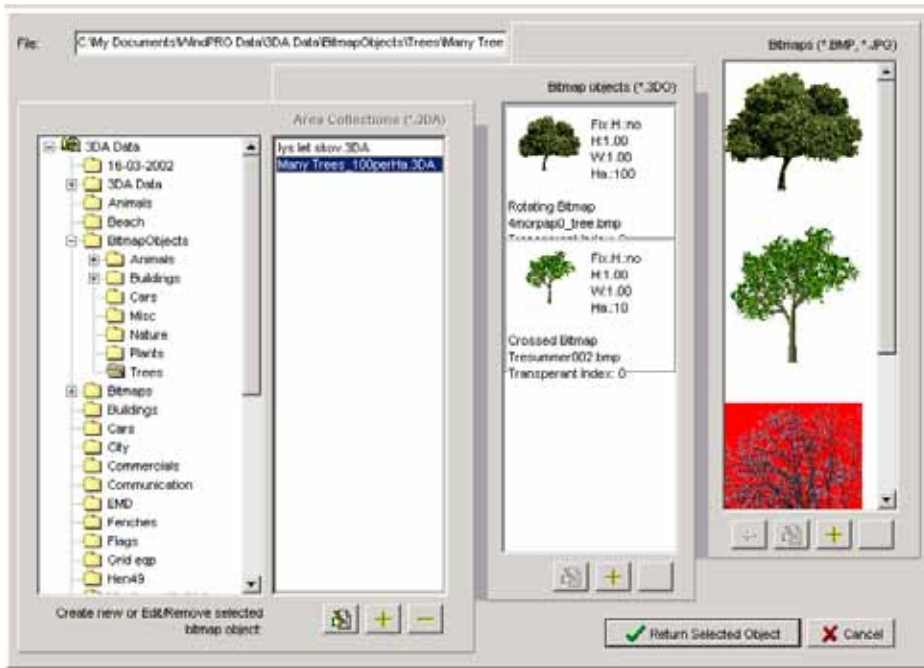 File:
C:\My Documents\WindPRO Data\3DA Data\BitmapObjects\Trees\Many Tree
Bitmaps (*.BMP, *.JPG)
Bitmap objects (*.3DO)
Area Collections (*.3DA)
3DA Data
16-03-2002
3DA Data
Animals
Beach
BitmapObjects
Animals
Buildings
Cars
Misc
Nature
Plants
Trees
Bitmaps
Buildings
Cars
City
Commercials
Communication
EMD
Fenches
Flags
Grid eqp
Hen49
lys let skov.3DA
Many Trees_100perHa.3DA
Fix.H.:no
H:1.00
W:1.00
Ha.:100
Rotating Bitmap
4morpap0_tree.bmp
Transperant Index: 0
Fix.H.:no
H:1.00
W:1.00
Ha.:10
Crossed Bitmap
Tresummer002.bmp
Transperant Index: 0
Create new or Edit/Remove selected
bitmap object:
Return Selected Object
Cancel